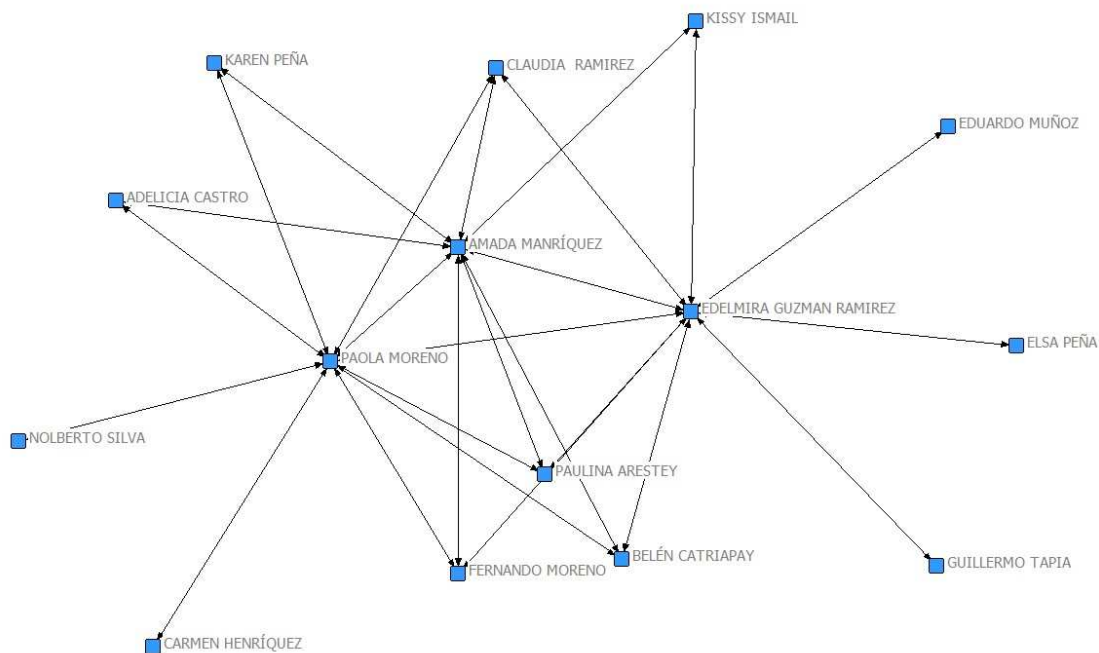 KISSY ISMAIL
KAREN PEÑA
CLAUDIA  RAMIREZ
EDUARDO MUÑOZ
ADELICIA CASTRO
AMADA MANRÍQUEZ
EDELMIRA GUZMAN RAMIREZ
ELSA PEÑA
PAOLA MORENO
NOLBERTO SILVA
PAULINA ARESTEY
BELÉN CATRIAPAY
GUILLERMO TAPIA
FERNANDO MORENO
CARMEN HENRÍQUEZ